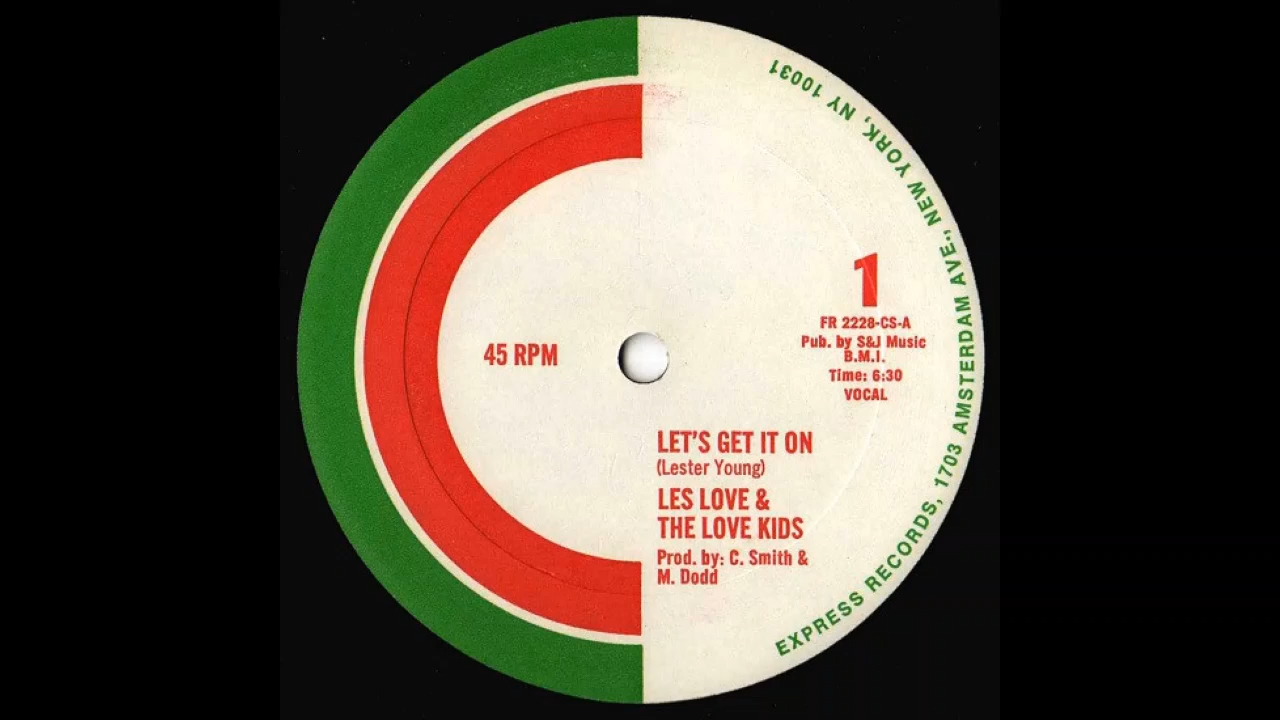 45 RPM
1
FR 2228-CS-A
Pub. by S&J Music
B.M.I.
Time: 6:30
VOCAL
LET'S GET IT ON
(Lester Young)
LES LOVE &
THE LOVE KIDS
Prod. by: C. Smith &
M. Dodd
EXPRESS RECORDS, 1703 AMSTERDAM AVE., NEW YORK, NY 10031